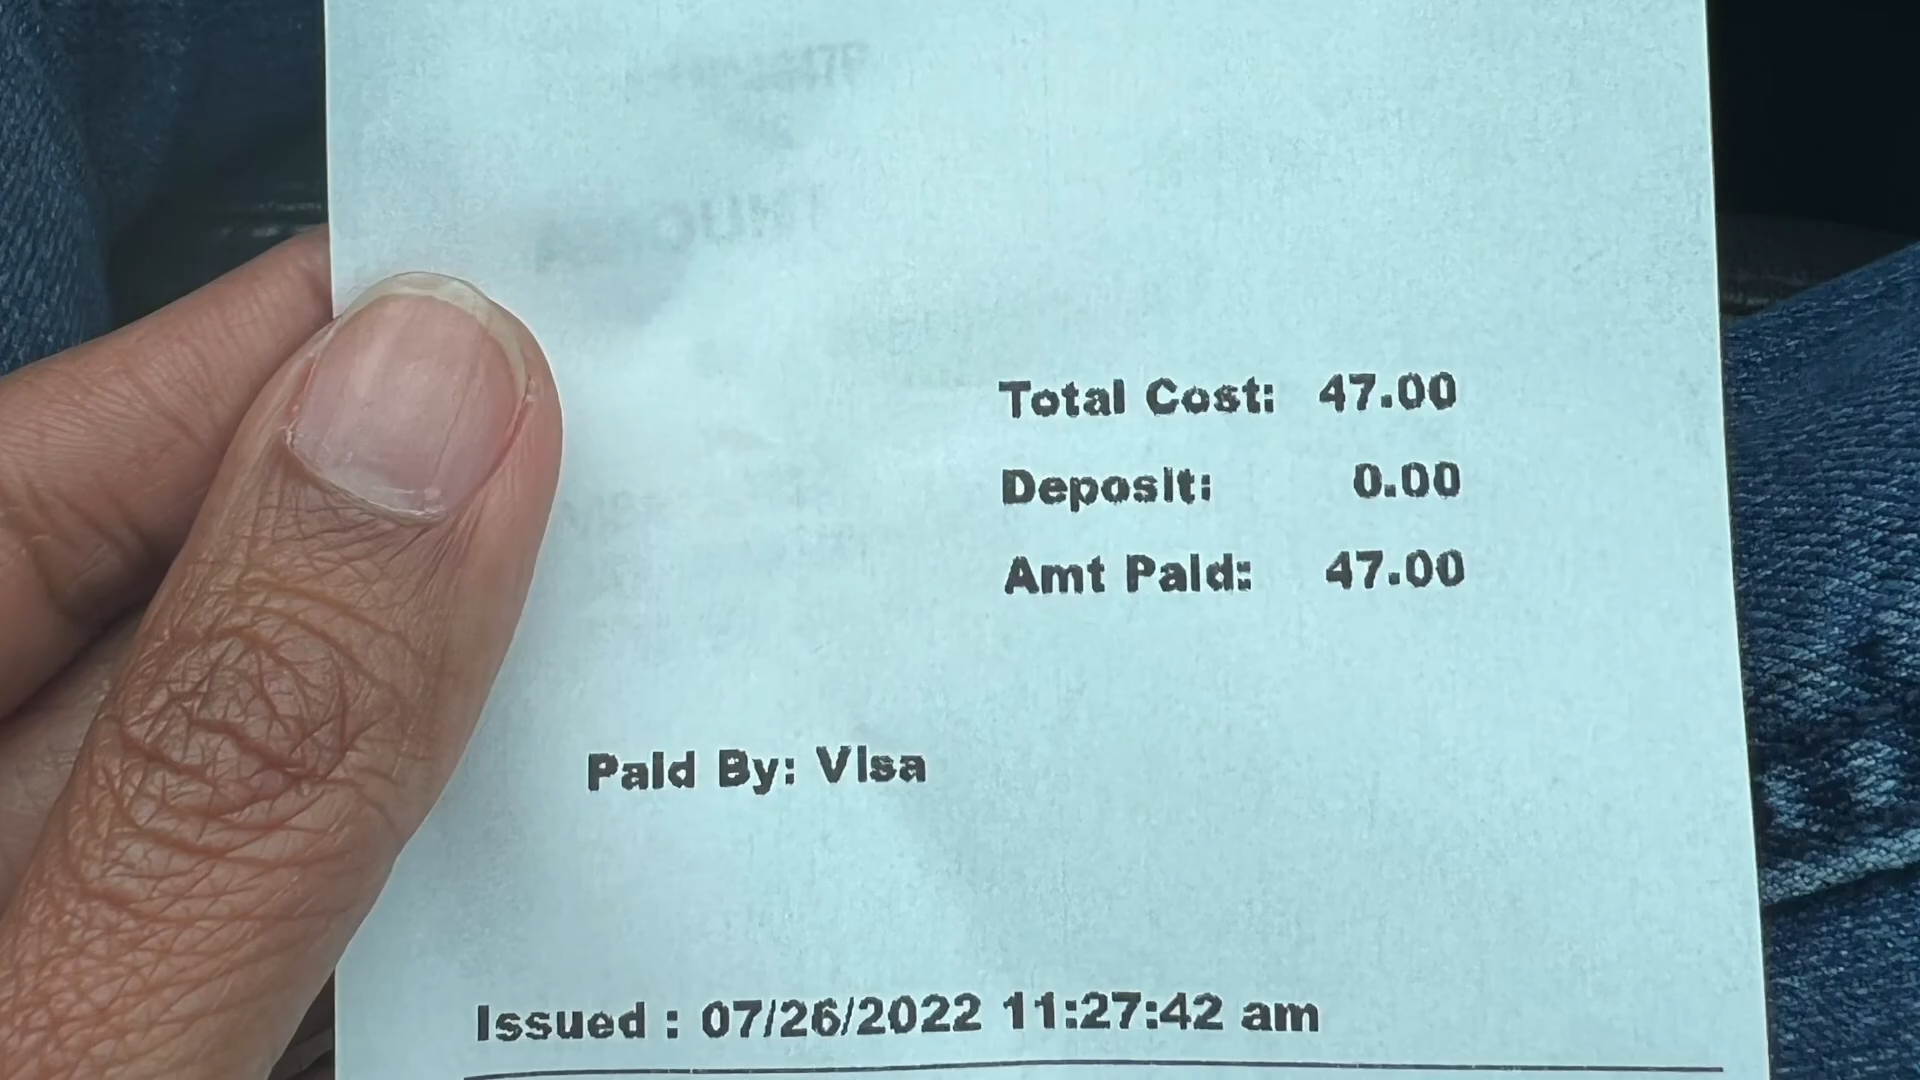 Total Cost: 47.00
Deposit: 0.00
Amt Paid: 47.00
Paid By: Visa
Issued : 07/26/2022 11:27:42 am